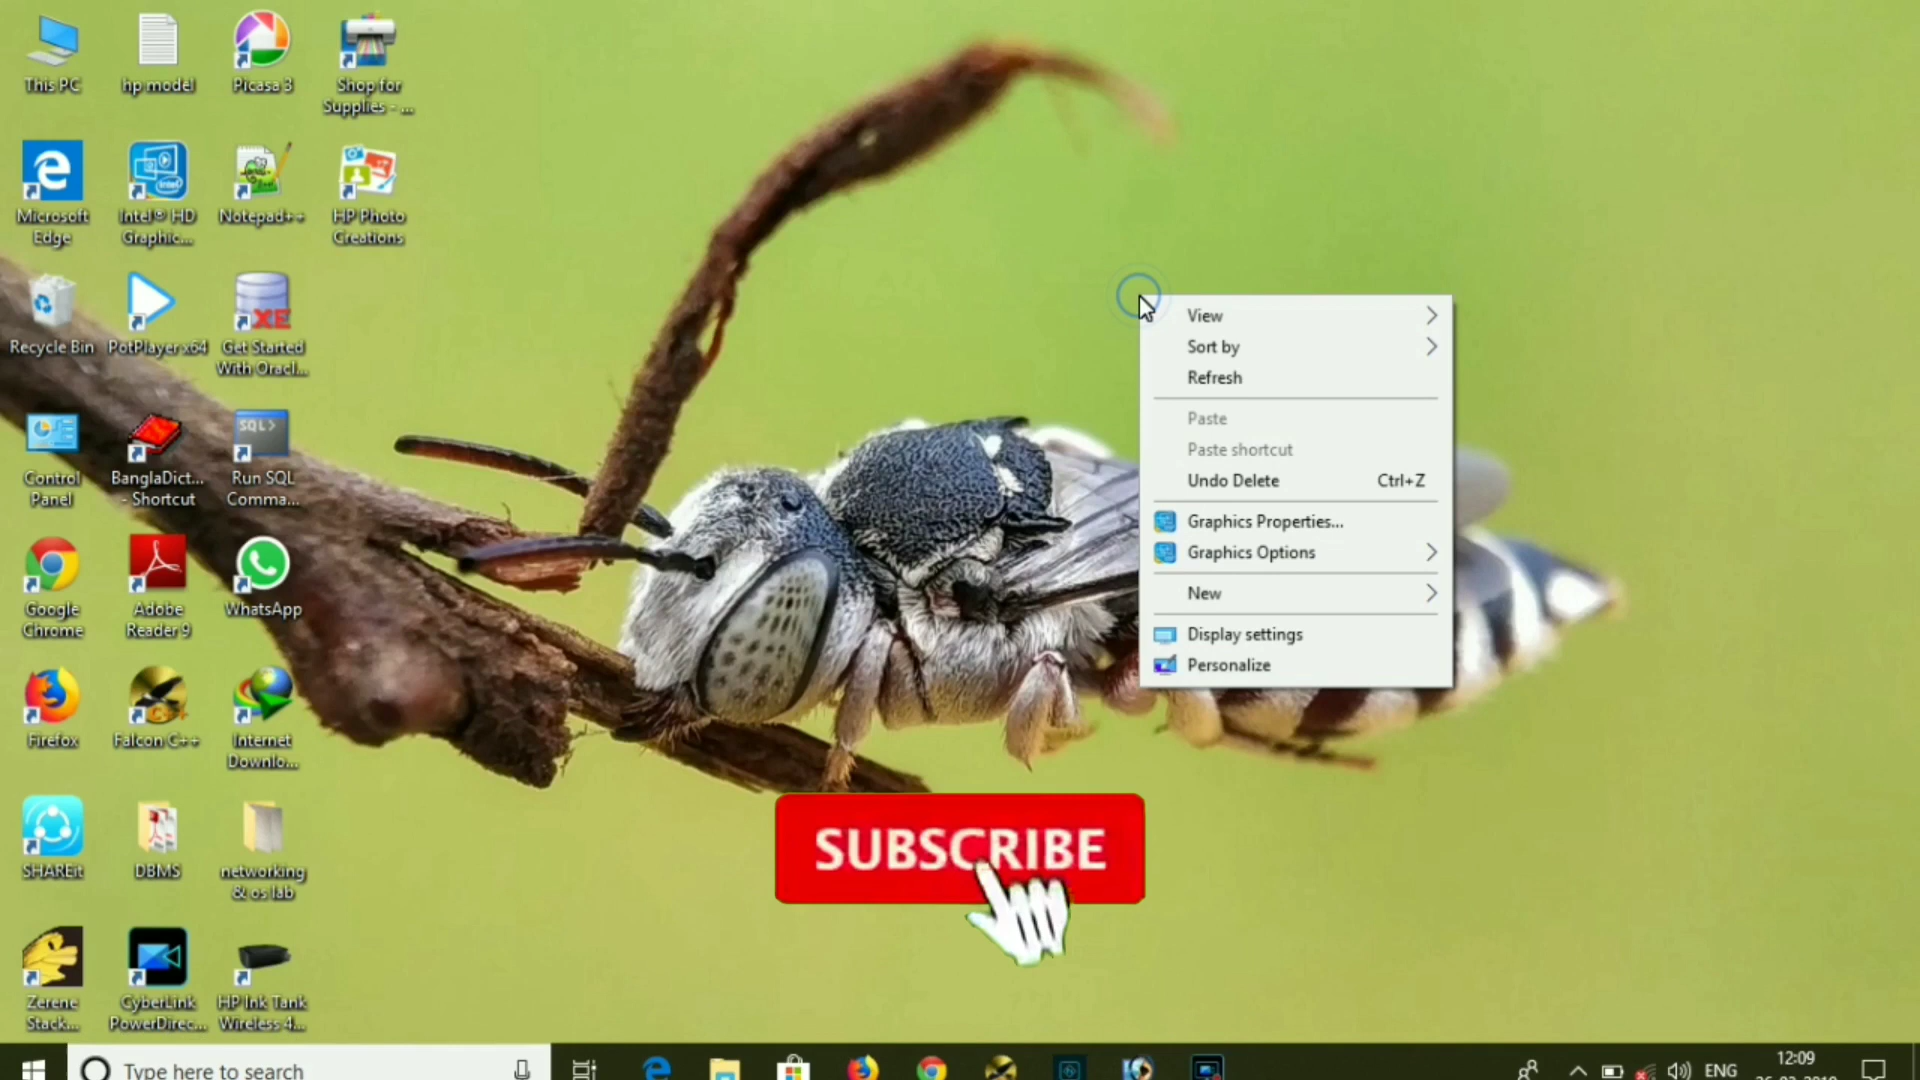 This PC
hp model
Picasa 3
Shop for
Supplies - ...
Microsoft
Edge
Intel® HD
Graphic...
Notepad++
HP Photo
Creations
Recycle Bin
PotPlayer x64
Get Started
With Oracl...
XE
Control
Panel
BanglaDict...
- Shortcut
SQL>
Run SQL
Comma...
Google
Chrome
Adobe
Reader 9
WhatsApp
Firefox
Falcon C++
Internet
Downlo...
SHAREit
DBMS
networking
& os lab
Zerene
Stack...
CyberLink
PowerDirec...
HP Ink Tank
Wireless 4...
View
Sort by
Refresh
Paste
Paste shortcut
Undo Delete Ctrl+Z
Graphics Properties...
Graphics Options
New
Display settings
Personalize
SUBSCRIBE
Type here to search
ENG
12:09